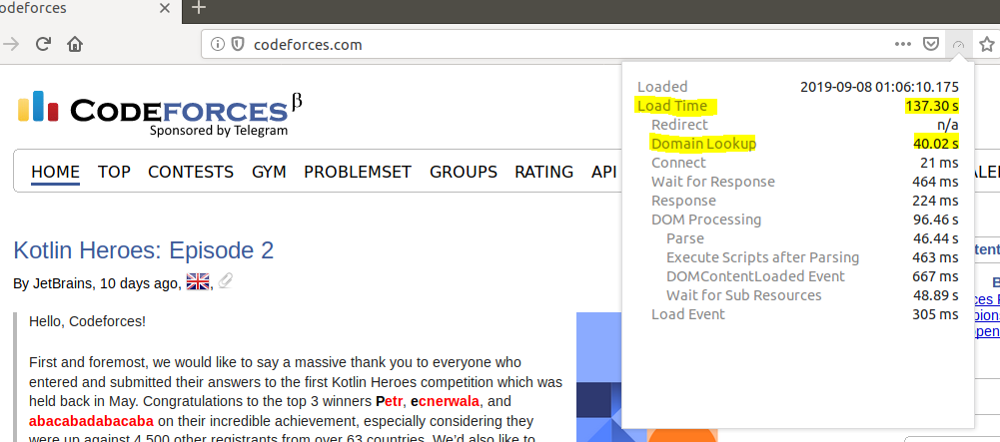 odeforces
codeforces.com
CODEFORCES β
Sponsored by Telegram
HOME TOP CONTESTS GYM PROBLEMSET GROUPS RATING API
Kotlin Heroes: Episode 2
By JetBrains, 10 days ago,
Hello, Codeforces!
First and foremost, we would like to say a massive thank you to everyone who
entered and submitted their answers to the first Kotlin Heroes competition which was
held back in May. Congratulations to the top 3 winners Petr, ecnerwala, and
abacabadabacaba on their incredible achievement, especially considering they
were up against 4,500 other registrants from over 63 countries. We'd also like to
Loaded 2019-09-08 01:06:10.175
Load Time 137.30 s
Redirect n/a
Domain Lookup 40.02 s
Connect 21 ms
Wait for Response 464 ms
Response 224 ms
DOM Processing 96.46 s
Parse 46.44 s
Execute Scripts after Parsing 463 ms
DOMContentLoaded Event 667 ms
Wait for Sub Resources 48.89 s
Load Event 305 ms